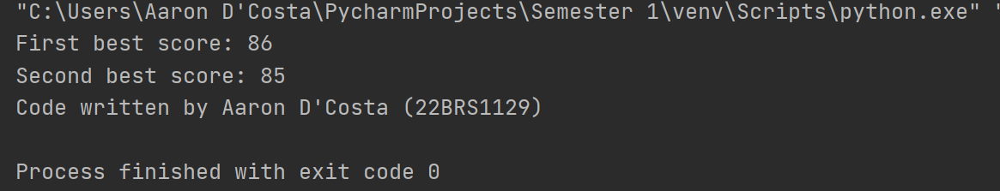 "C:\Users\Aaron D'Costa\PycharmProjects\Semester 1\venv\Scripts\python.exe" "
First best score: 86
Second best score: 85
Code written by Aaron D'Costa (22BRS1129)
Process finished with exit code 0